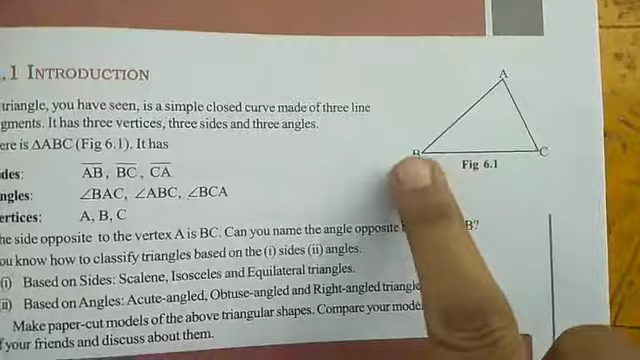 .1 INTRODUCTION
triangle, you have seen, is a simple closed curve made of three line
gments. It has three vertices, three sides and three angles.
ere is ΔABC (Fig 6.1). It has
des: AB, BC, CA
ngles: ∠BAC, ∠ABC, ∠BCA
ertices: A, B, C
he side opposite to the vertex A is BC. Can you name the angle opposite B?
ou know how to classify triangles based on the (i) sides (ii) angles.
(i) Based on Sides: Scalene, Isosceles and Equilateral triangles.
ii) Based on Angles: Acute-angled, Obtuse-angled and Right-angled triangle
Make paper-cut models of the above triangular shapes. Compare your mode
f your friends and discuss about them.
A
B
C
Fig 6.1